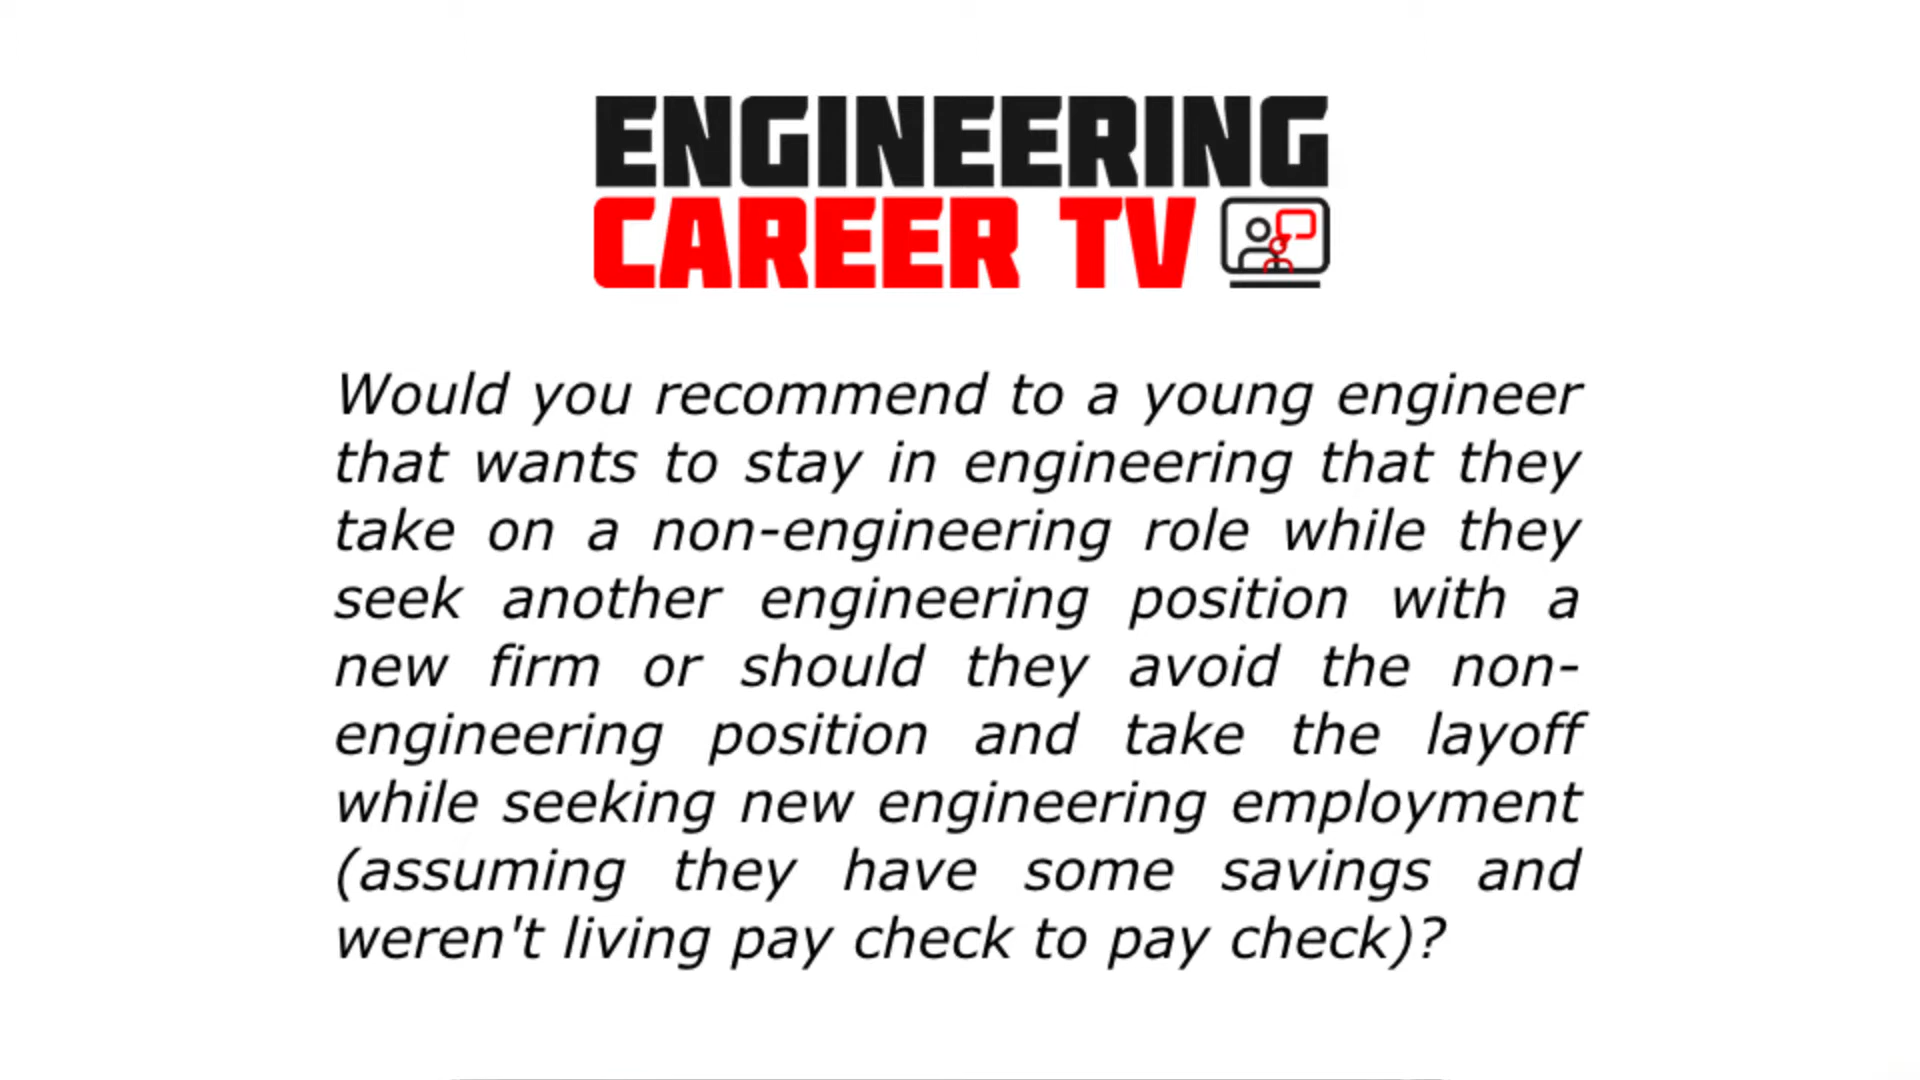 ENGINEERING
CAREER TV
Would you recommend to a young engineer
that wants to stay in engineering that they
take on a non-engineering role while they
seek another engineering position with a
new firm or should they avoid the non-
engineering position and take the layoff
while seeking new engineering employment
(assuming they have some savings and
weren't living pay check to pay check)?